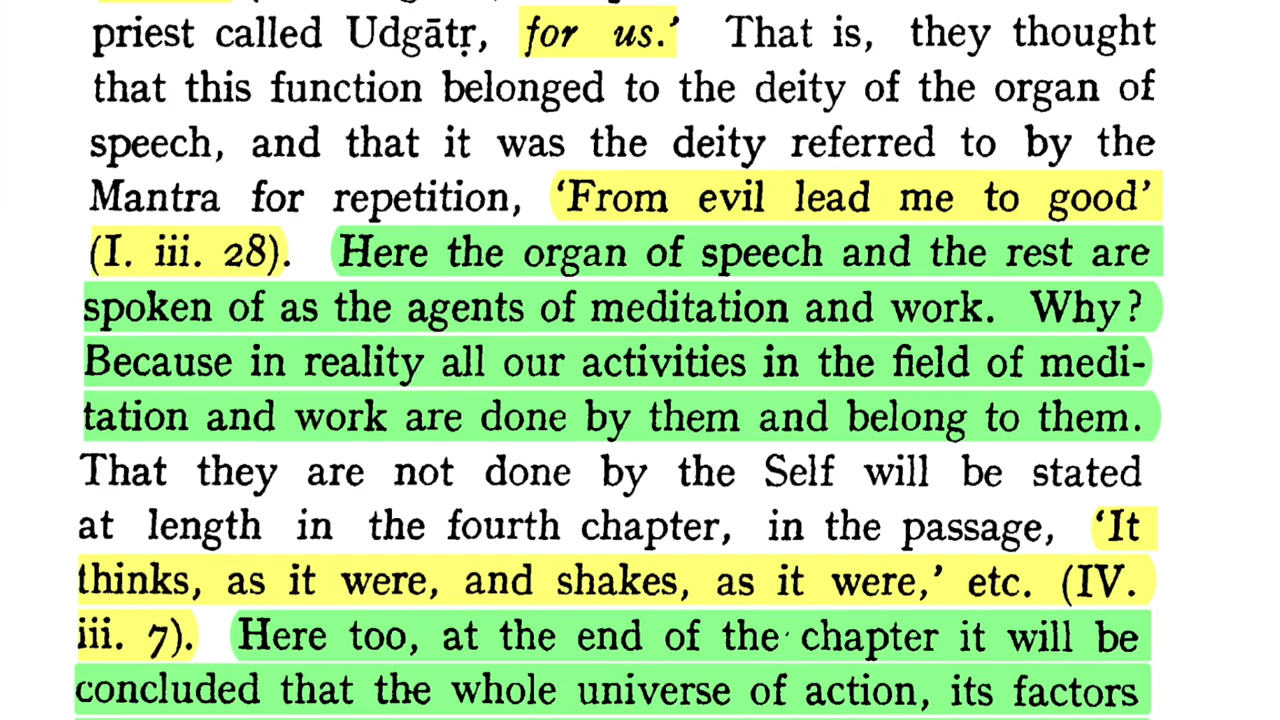 priest called Udgātṛ, for us.’ That is, they thought
that this function belonged to the deity of the organ of
speech, and that it was the deity referred to by the
Mantra for repetition, ‘From evil lead me to good’
(I. iii. 28). Here the organ of speech and the rest are
spoken of as the agents of meditation and work. Why?
Because in reality all our activities in the field of medi-
tation and work are done by them and belong to them.
That they are not done by the Self will be stated
at length in the fourth chapter, in the passage, ‘It
thinks, as it were, and shakes, as it were,’ etc. (IV.
iii. 7). Here too, at the end of the chapter it will be
concluded that the whole universe of action, its factors